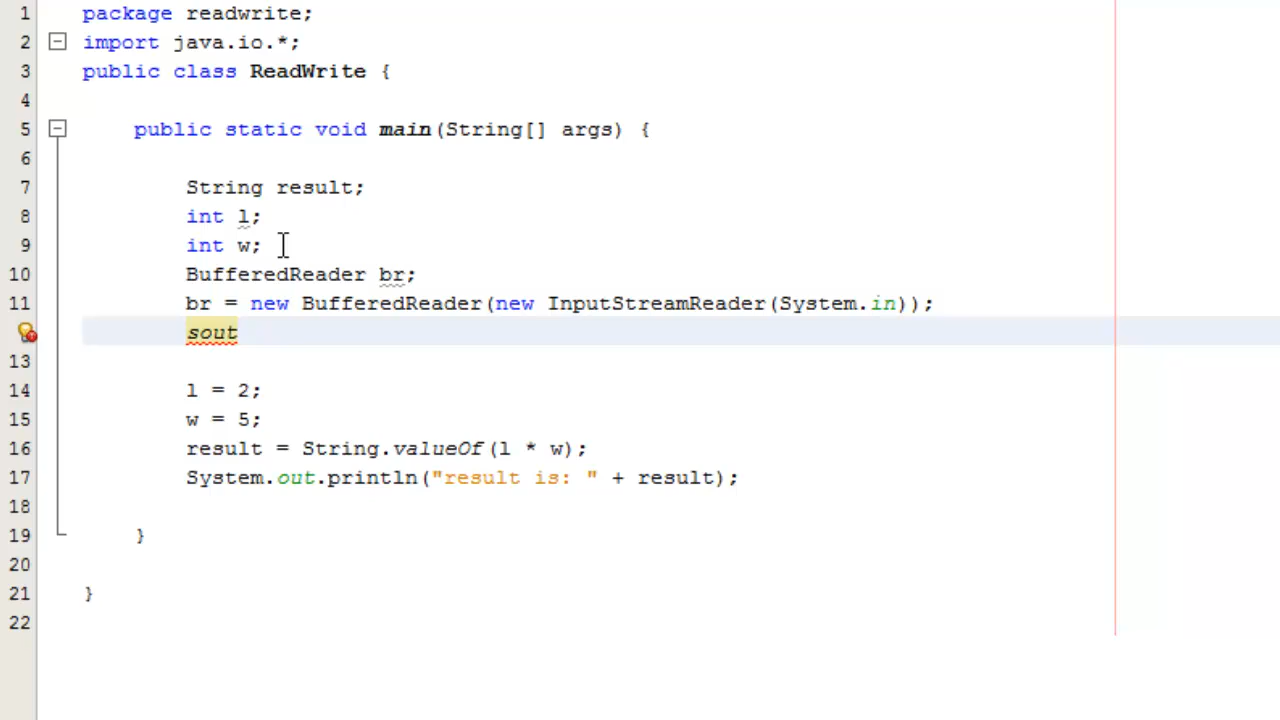 1 package readwrite;
2 import java.io.*;
3 public class ReadWrite {
4
5 public static void main(String[] args) {
6
7 String result;
8 int l;
9 int w;
10 BufferedReader br;
11 br = new BufferedReader(new InputStreamReader(System.in));
sout
13
14 l = 2;
15 w = 5;
16 result = String.valueOf(l * w);
17 System.out.println("result is: " + result);
18
19 }
20
21 }
22